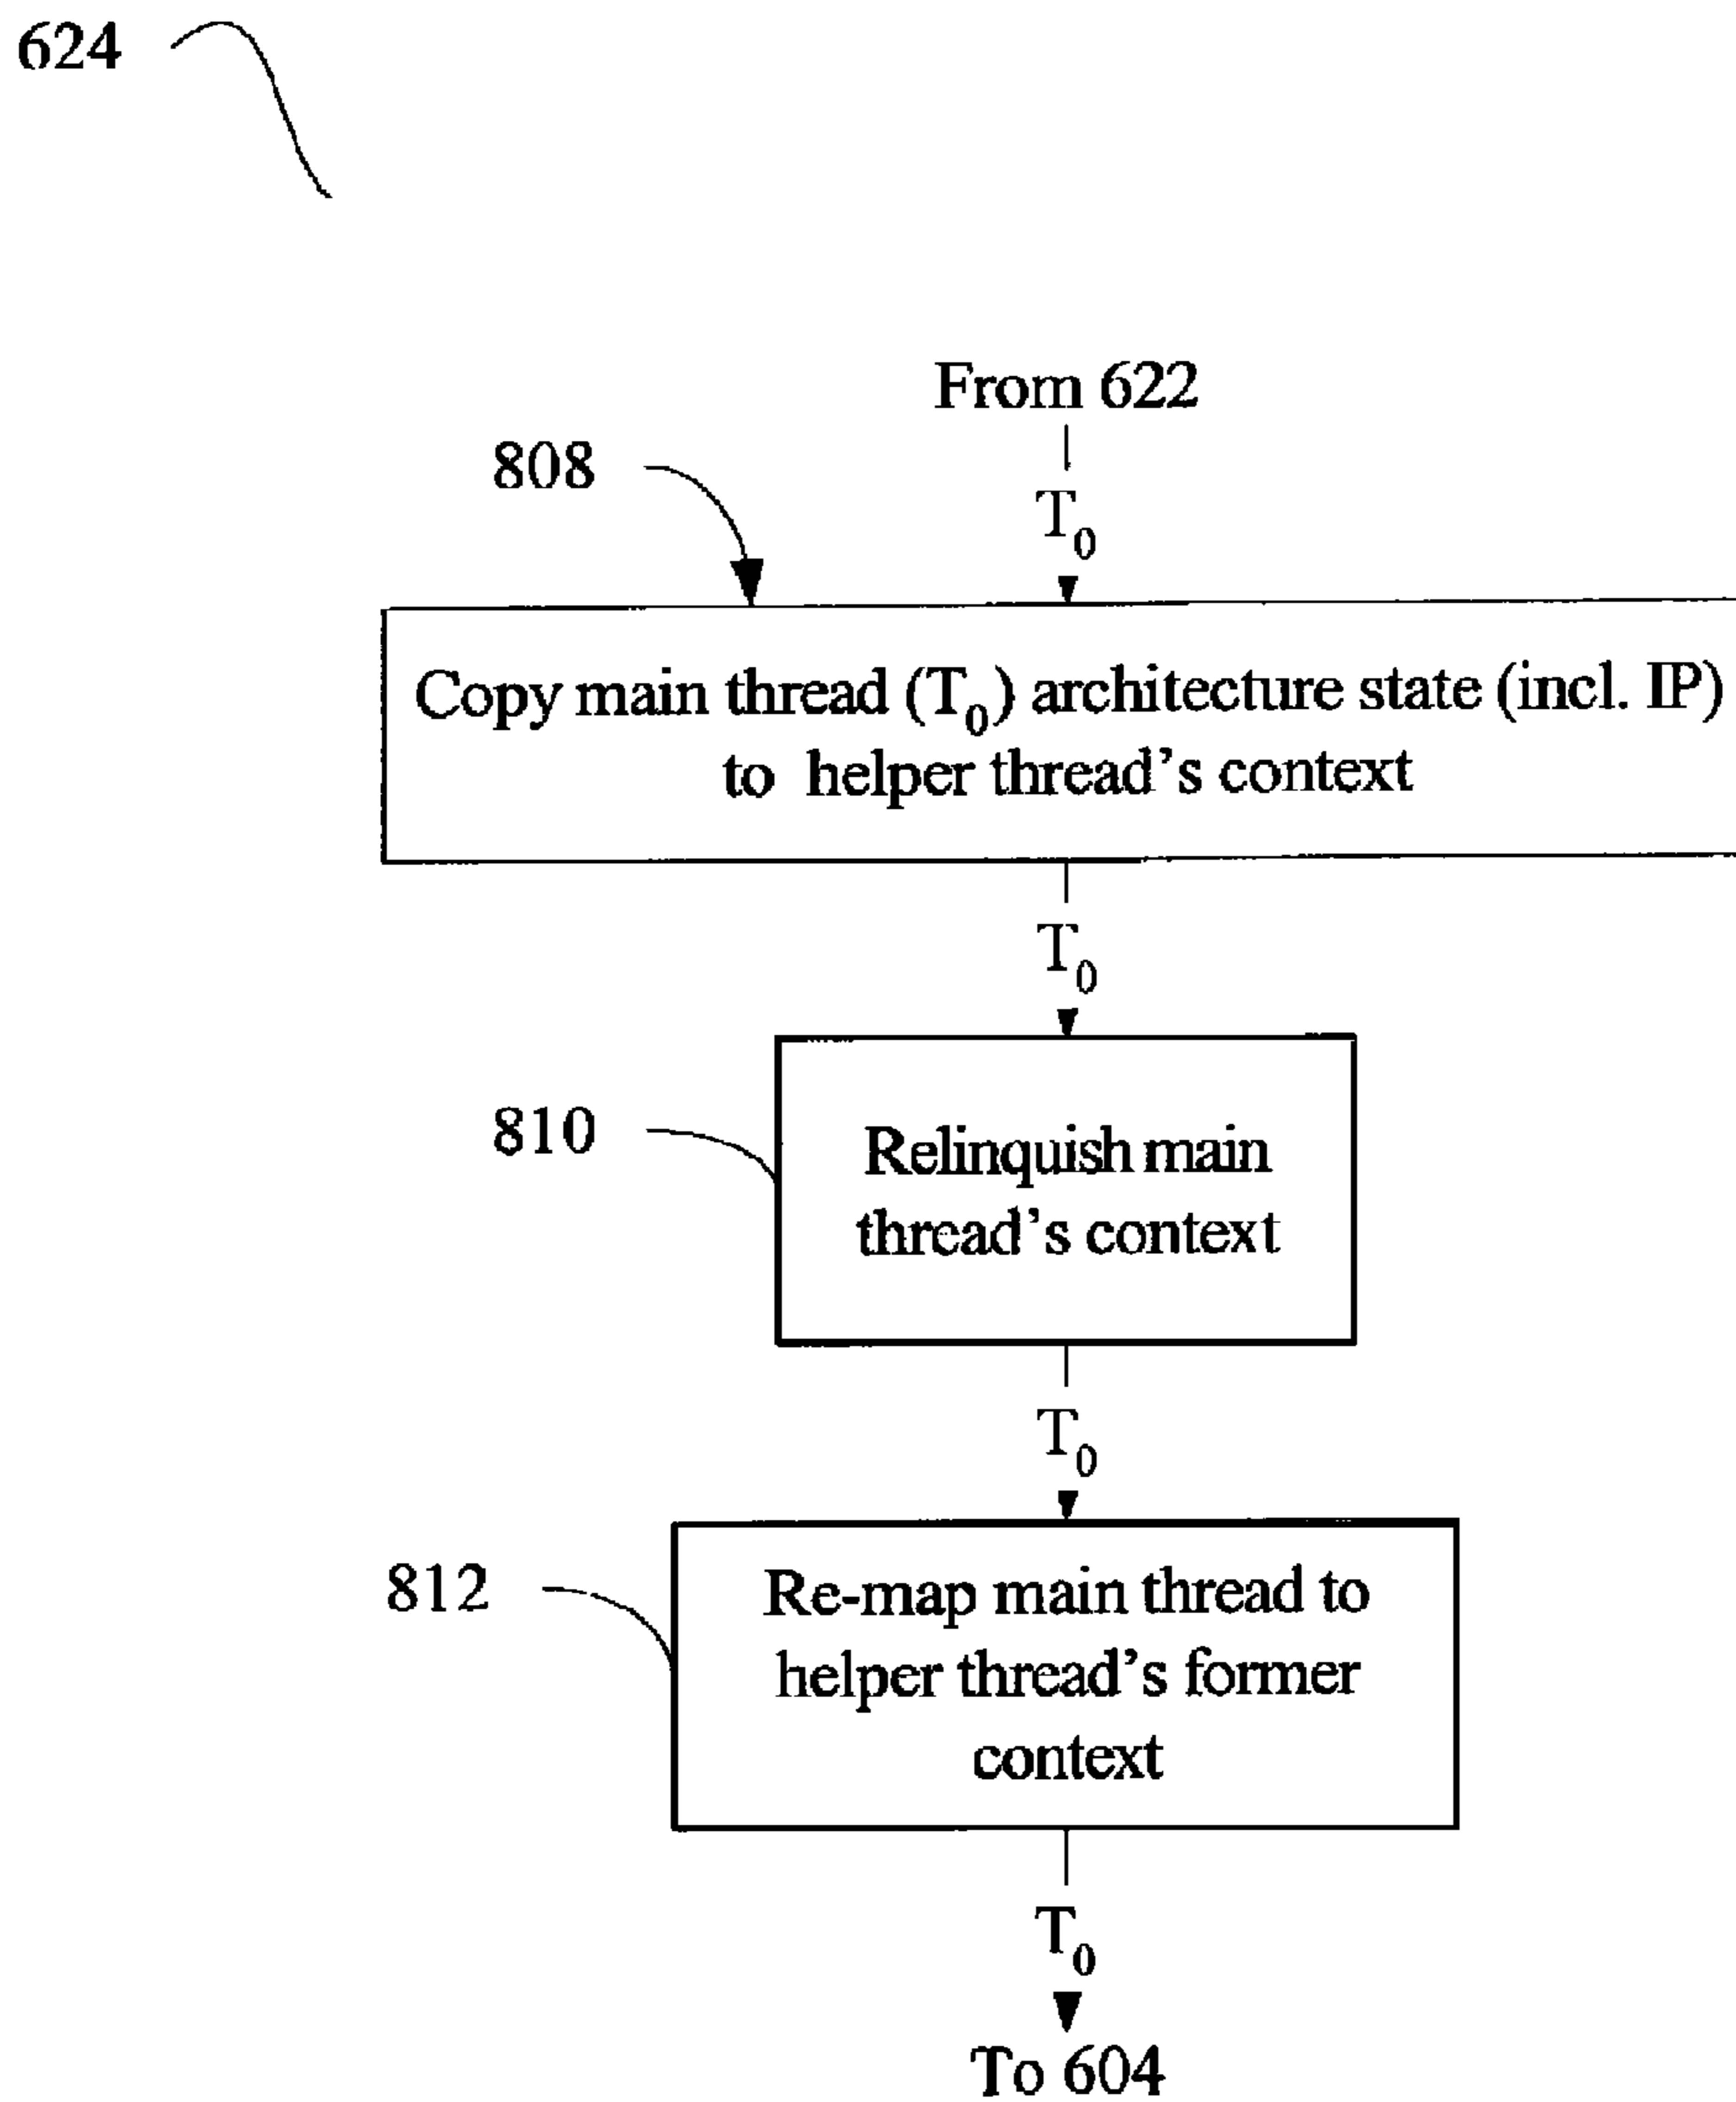 624
From 622
808
T₀
Copy main thread (T₀) architecture state (incl. IP)
to helper thread's context
T₀
810
Relinquish main
thread's context
T₀
812
Re-map main thread to
helper thread's former
context
T₀
To 604